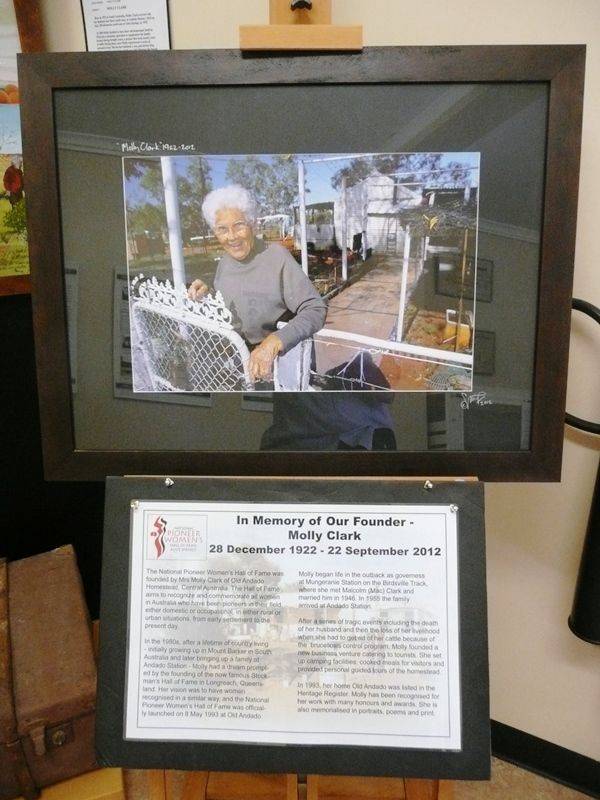 MOLLY CLARK
"Molly Clark" 1922-2012
2012
NATIONAL
PIONEER
WOMEN'S
HALL OF FAME
ALICE SPRINGS
In Memory of Our Founder -
Molly Clark
28 December 1922 - 22 September 2012
The National Pioneer Women's Hall of Fame was
founded by Mrs Molly Clark of Old Andado
Homestead, Central Australia. The Hall of Fame
aims to recognize and commemorate all women
in Australia who have been pioneers in their field
either domestic or occupational, in either rural or
urban situations, from early settlement to the
present day.
In the 1980s, after a lifetime of country living
- initially growing up in Mount Barker in South
Australia and later bringing up a family at
Andado Station - Molly had a dream prompt-
ed by the founding of the now famous Stock
man's Hall of Fame in Longreach, Queens-
land. Her vision was to have women
recognised in a similar way, and the National
Pioneer Women's Hall of Fame was official-
ly launched on 8 May 1993 at Old Andado.
Molly began life in the outback as governess
at Mungeranie Station on the Birdsville Track,
where she met Malcolm (Mac) Clark and
married him in 1946. In 1955 the family
arrived at Andado Station.
After a series of tragic events including the death
of her husband and then the loss of her livelihood
when she had to get rid of her cattle because of
the brucellosis control program, Molly founded a
new business venture catering to tourists. She set
up camping facilities, cooked meals for visitors and
provided personal guided tours of the homestead.
In 1993, her home Old Andado was listed in the
Heritage Register. Molly has been recognised for
her work with many honours and awards. She is
also memorialised in portraits, poems and print.